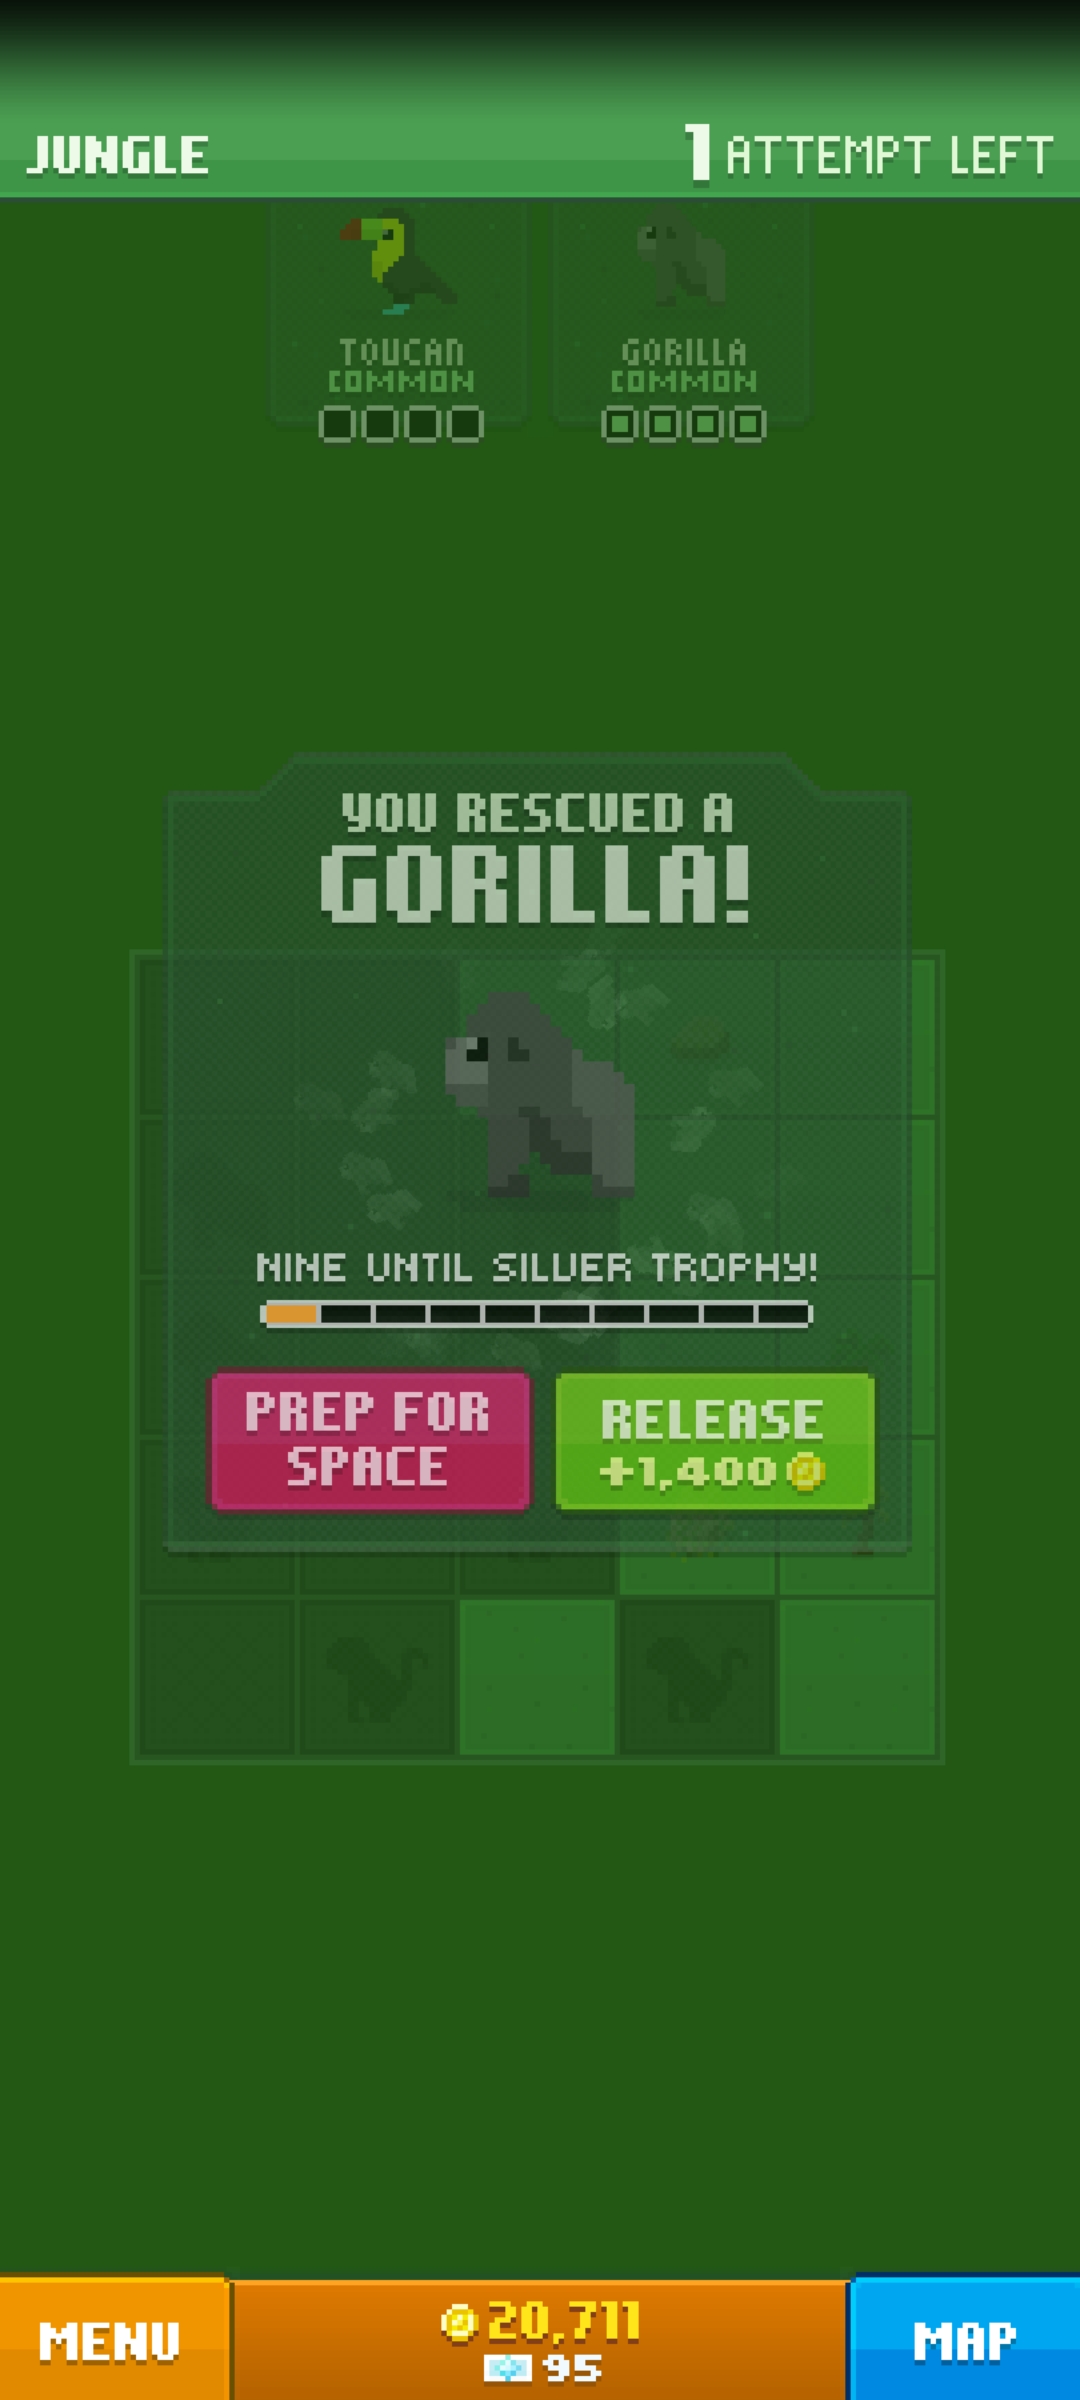 JUNGLE
1 ATTEMPT LEFT
TOUCAN
COMMON
GORILLA
COMMON
YOU RESCUED A
GORILLA!
NINE UNTIL SILVER TROPHY!
PREP FOR
SPACE
RELEASE
+1,400
MENU
20,711
95
MAP